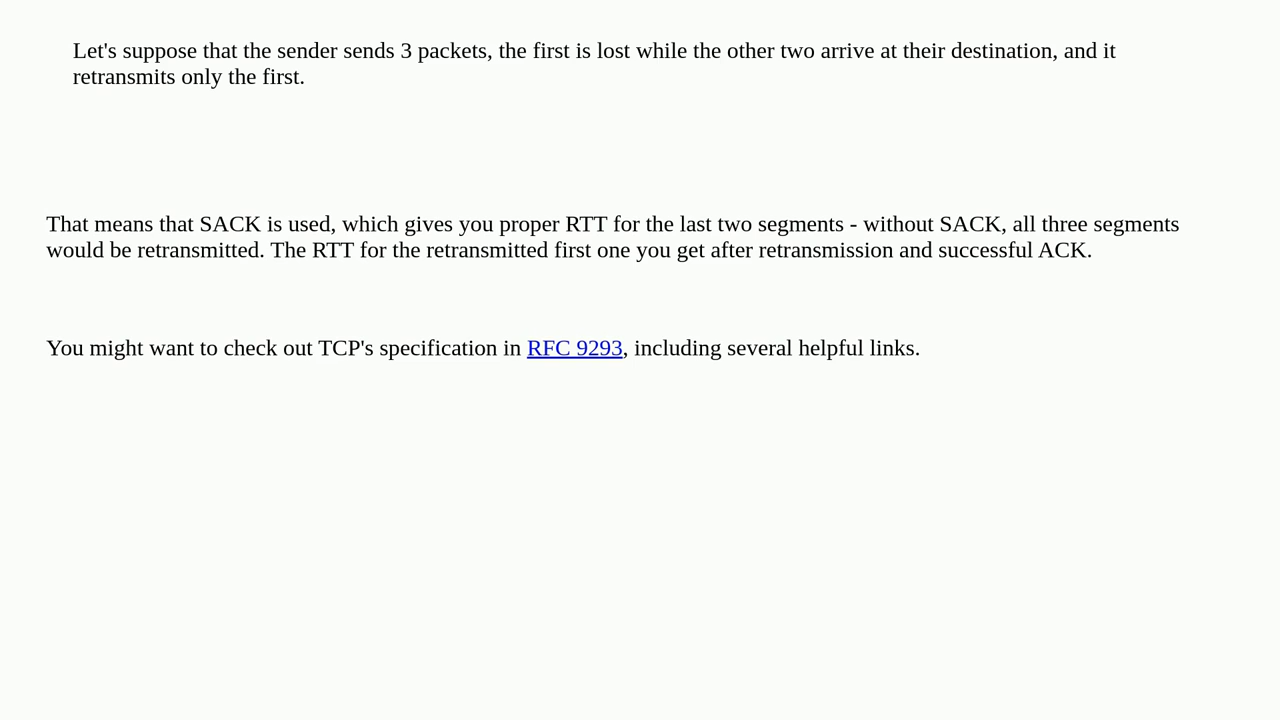 Let's suppose that the sender sends 3 packets, the first is lost while the other two arrive at their destination, and it
retransmits only the first.
That means that SACK is used, which gives you proper RTT for the last two segments - without SACK, all three segments
would be retransmitted. The RTT for the retransmitted first one you get after retransmission and successful ACK.
You might want to check out TCP's specification in RFC 9293, including several helpful links.